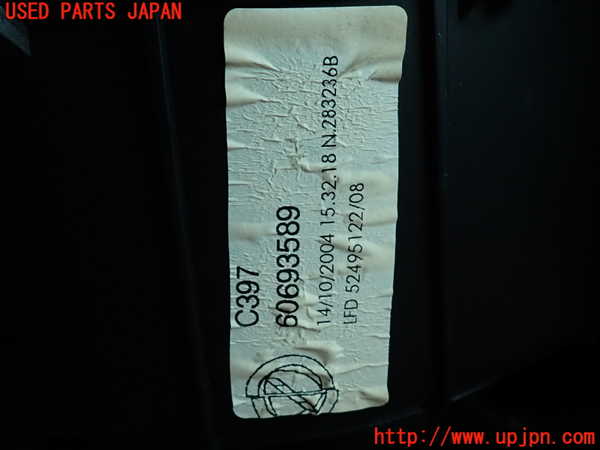 USED PARTS JAPAN
C397
60693589
14/10/2004 15.32.18 N.283236B
LFD 52495122/08
http://www.upjpn.com/